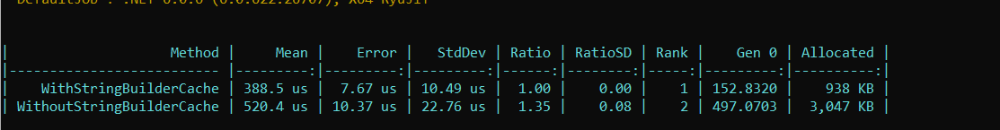 DefaultJob : .NET 6.0.6 (6.0.622.26707), X64 RyuJIT
|                   Method |     Mean |    Error |   StdDev | Ratio | RatioSD | Rank |    Gen 0 | Allocated |
|------------------------- |---------:|---------:|---------:|------:|--------:|-----:|---------:|----------:|
|   WithStringBuilderCache | 388.5 us |  7.67 us | 10.49 us |  1.00 |    0.00 |    1 | 152.8320 |    938 KB |
| WithoutStringBuilderCache | 520.4 us | 10.37 us | 22.76 us |  1.35 |    0.08 |    2 | 497.0703 |  3,047 KB |